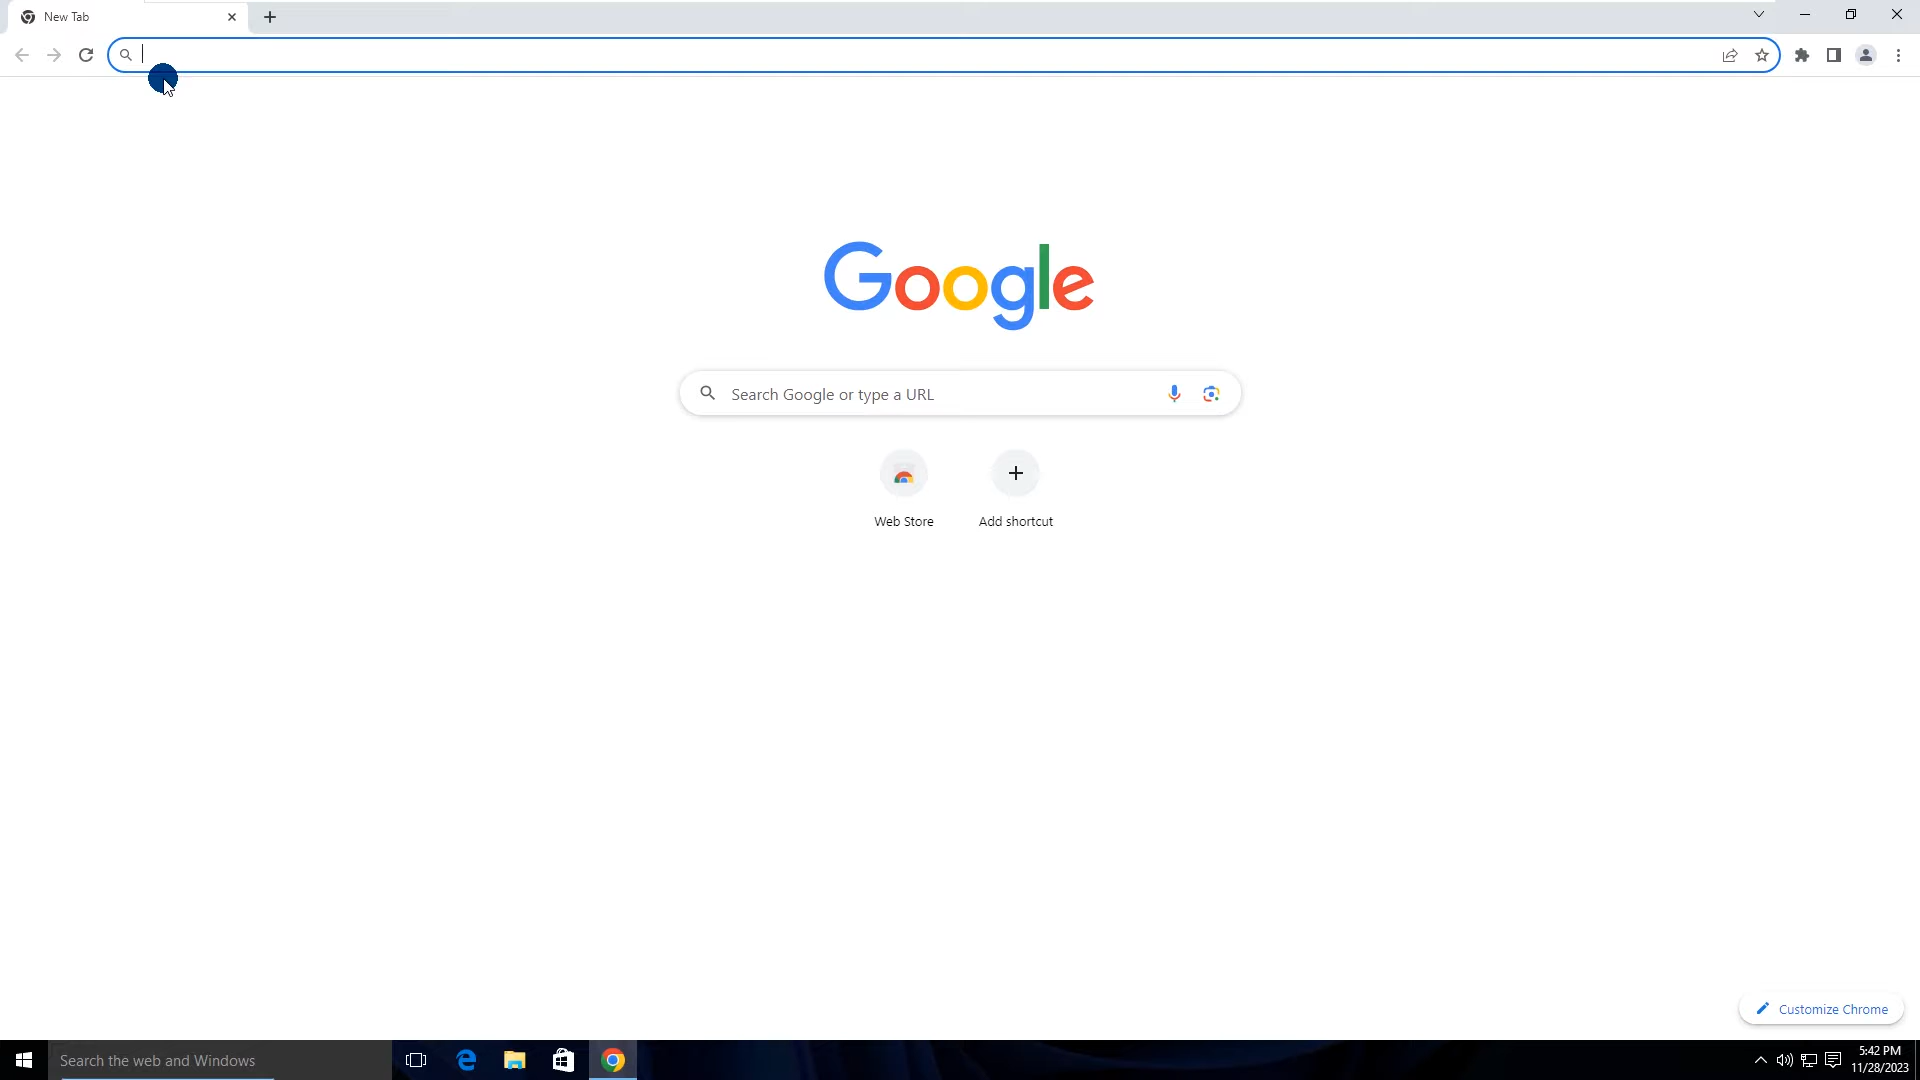 New Tab
Google
Search Google or type a URL
Web Store
Add shortcut
Customize Chrome
Search the web and Windows
5:42 PM
11/28/2023